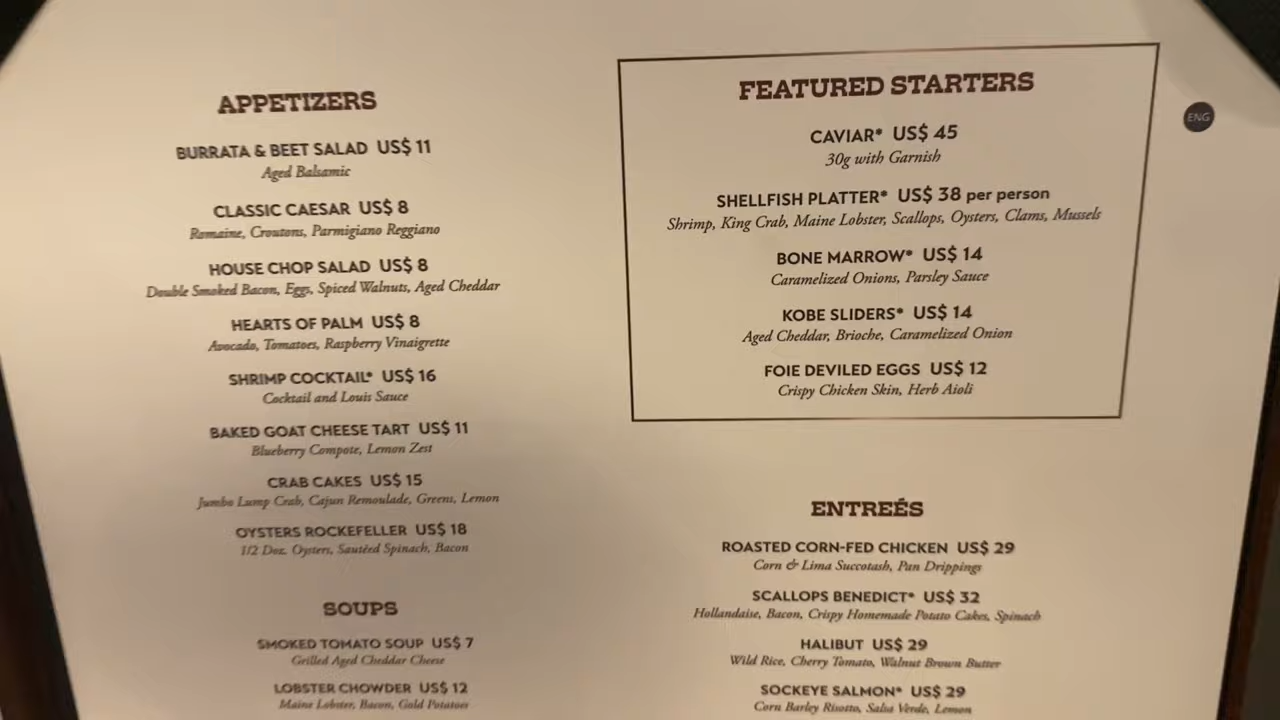 APPETIZERS
BURRATA & BEET SALAD US$ 11
Aged Balsamic
CLASSIC CAESAR US$ 8
Romaine, Croutons, Parmigiano Reggiano
HOUSE CHOP SALAD US$ 8
Double Smoked Bacon, Eggs, Spiced Walnuts, Aged Cheddar
HEARTS OF PALM US$ 8
Avocado, Tomatoes, Raspberry Vinaigrette
SHRIMP COCKTAIL* US$ 16
Cocktail and Louis Sauce
BAKED GOAT CHEESE TART US$ 11
Blueberry Compote, Lemon Zest
CRAB CAKES US$ 15
Jumbo Lump Crab, Cajun Remoulade, Greens, Lemon
OYSTERS ROCKEFELLER US$ 18
1/2 Doz. Oysters, Sautéed Spinach, Bacon
SOUPS
SMOKED TOMATO SOUP US$ 7
Grilled Aged Cheddar Cheese
LOBSTER CHOWDER US$ 12
Maine Lobster, Bacon, Gold Potatoes
FEATURED STARTERS
CAVIAR* US$ 45
30g with Garnish
SHELLFISH PLATTER* US$ 38 per person
Shrimp, King Crab, Maine Lobster, Scallops, Oysters, Clams, Mussels
BONE MARROW* US$ 14
Caramelized Onions, Parsley Sauce
KOBE SLIDERS* US$ 14
Aged Cheddar, Brioche, Caramelized Onion
FOIE DEVILED EGGS US$ 12
Crispy Chicken Skin, Herb Aioli
ENG
ENTREÉS
ROASTED CORN-FED CHICKEN US$ 29
Corn & Lima Succotash, Pan Drippings
SCALLOPS BENEDICT* US$ 32
Hollandaise, Bacon, Crispy Homemade Potato Cakes, Spinach
HALIBUT US$ 29
Wild Rice, Cherry Tomato, Walnut Brown Butter
SOCKEYE SALMON* US$ 29
Corn Barley Risotto, Salsa Verde, Lemon